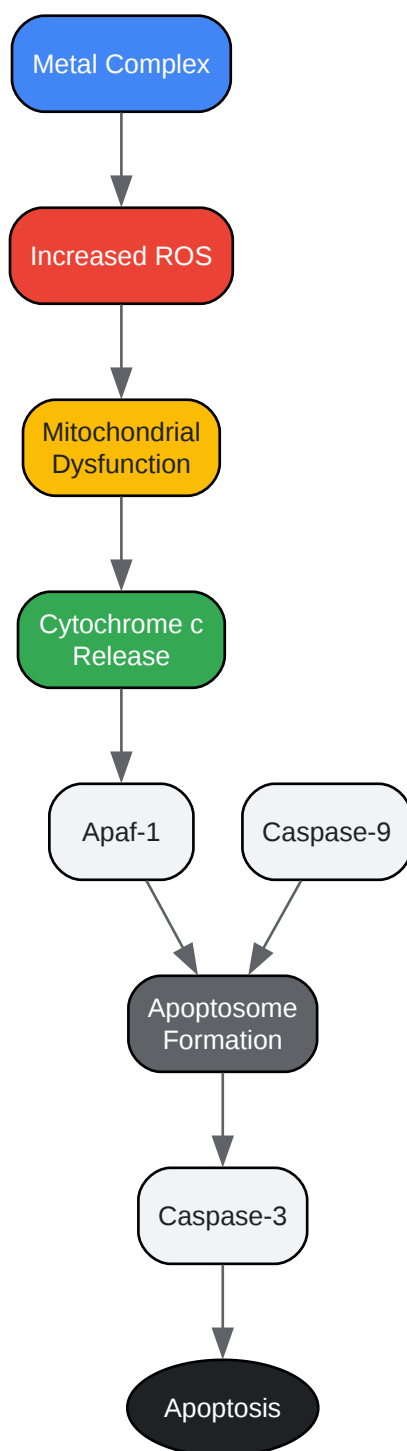 Metal Complex
Increased ROS
Mitochondrial
Dysfunction
Cytochrome c
Release
Apaf-1
Caspase-9
Apoptosome
Formation
Caspase-3
Apoptosis